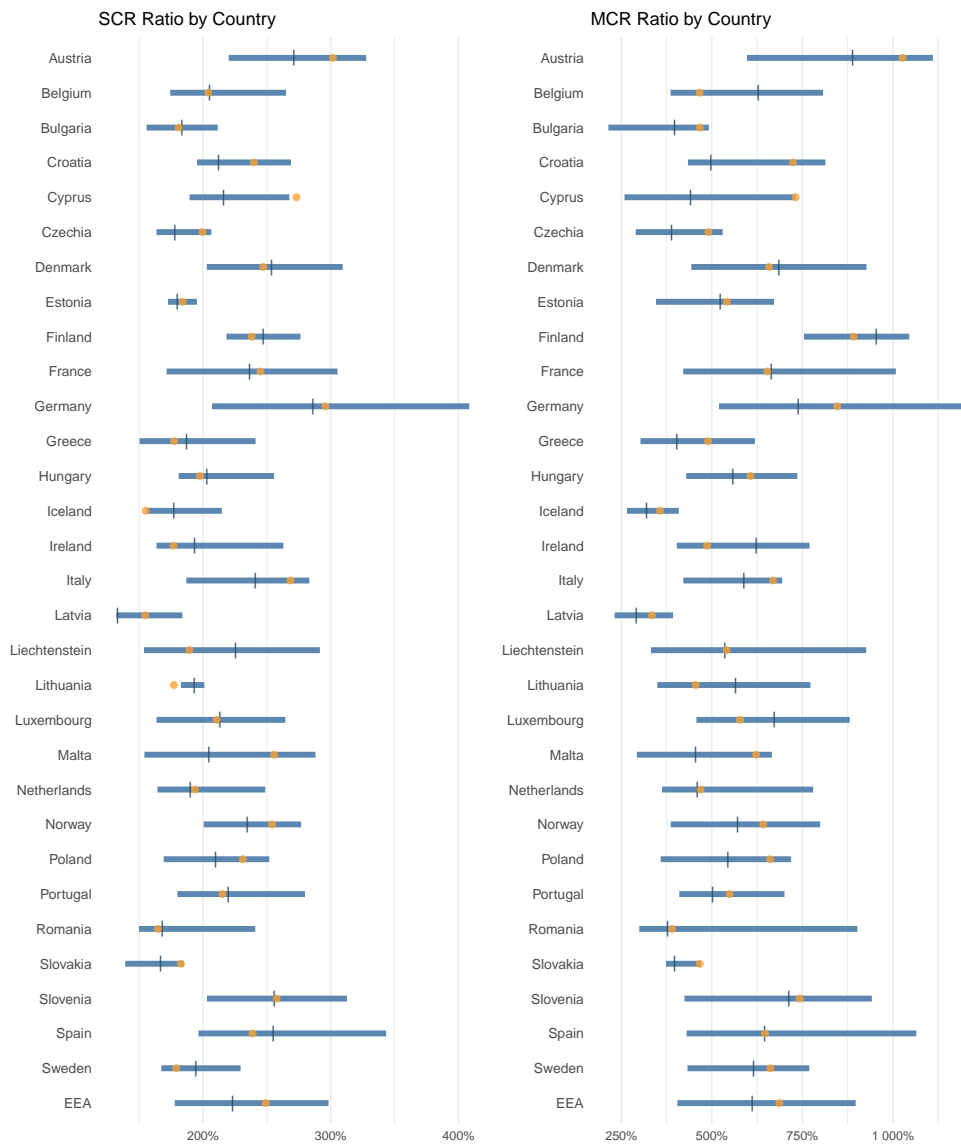 SCR Ratio by Country
Austria
Belgium
Bulgaria
Croatia
Cyprus
Czechia
Denmark
Estonia
Finland
France
Germany
Greece
Hungary
Iceland
Ireland
Italy
Latvia
Liechtenstein
Lithuania
Luxembourg
Malta
Netherlands
Norway
Poland
Portugal
Romania
Slovakia
Slovenia
Spain
Sweden
EEA
200% 300% 400%
MCR Ratio by Country
Austria
Belgium
Bulgaria
Croatia
Cyprus
Czechia
Denmark
Estonia
Finland
France
Germany
Greece
Hungary
Iceland
Ireland
Italy
Latvia
Liechtenstein
Lithuania
Luxembourg
Malta
Netherlands
Norway
Poland
Portugal
Romania
Slovakia
Slovenia
Spain
Sweden
EEA
250% 500% 750% 1 000%